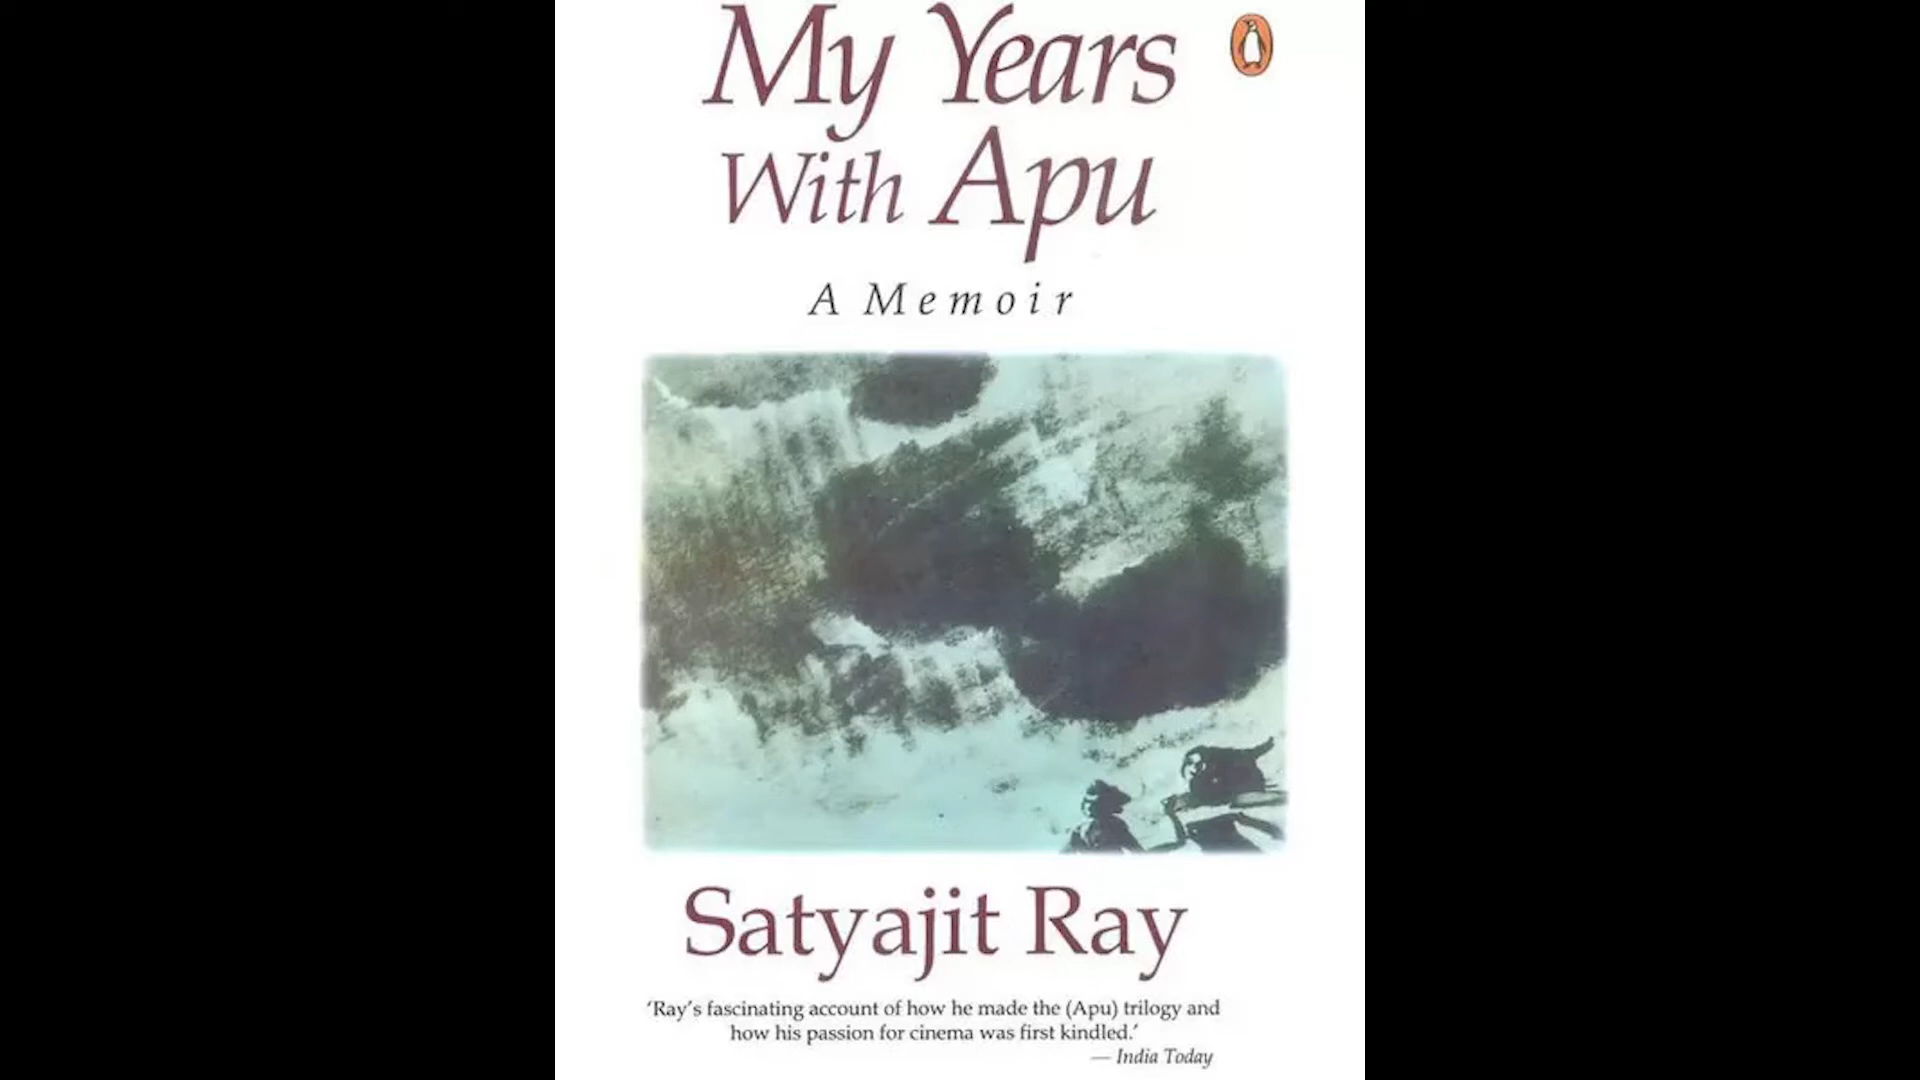 My Years
With Apu
A Memoir
Satyajit Ray
‘Ray’s fascinating account of how he made the (Apu) trilogy and
how his passion for cinema was first kindled.’
— India Today